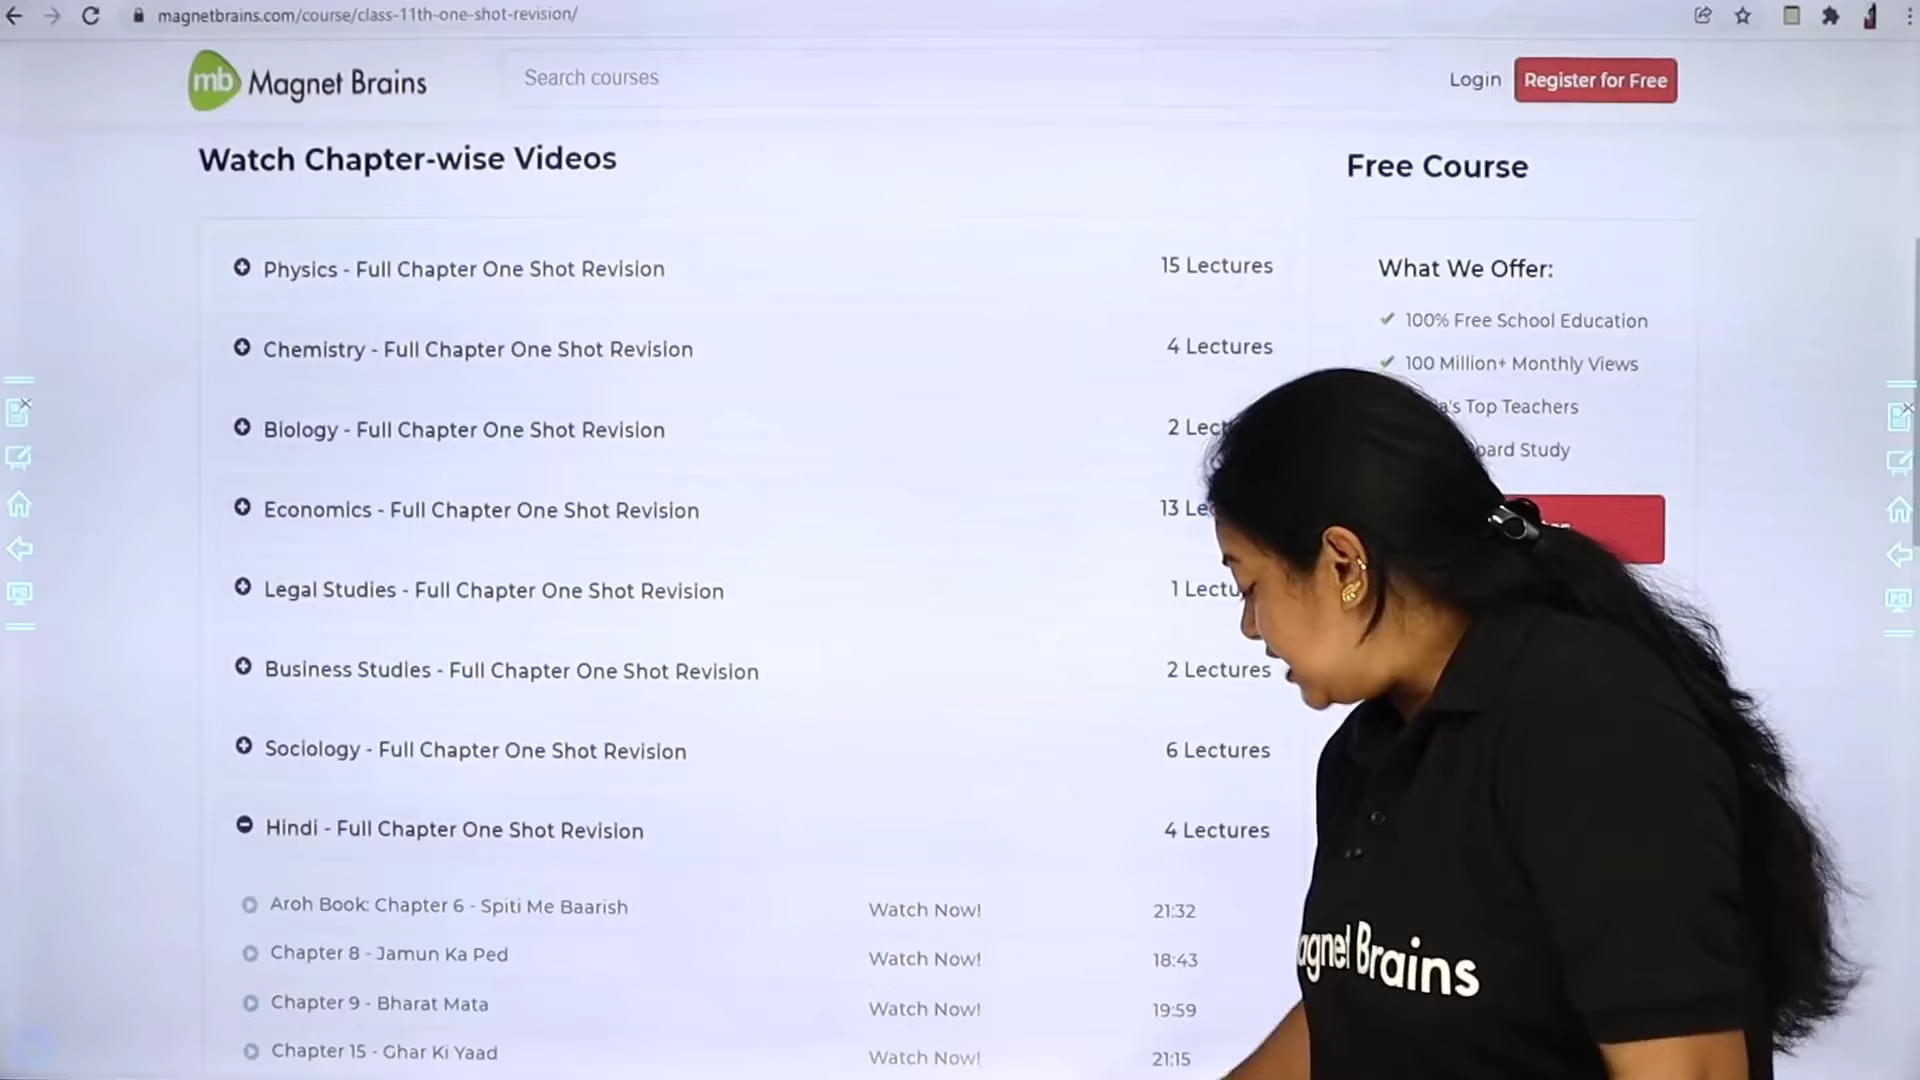 magnetbrains.com/course/class-11th-one-shot-revision/
mb Magnet Brains
Search courses
Login
Register for Free
Watch Chapter-wise Videos
Free Course
Physics - Full Chapter One Shot Revision
15 Lectures
What We Offer:
100% Free School Education
Chemistry - Full Chapter One Shot Revision
4 Lectures
100 Million+ Monthly Views
Top Teachers
Biology - Full Chapter One Shot Revision
2
Study
Economics - Full Chapter One Shot Revision
13
Legal Studies - Full Chapter One Shot Revision
1
Business Studies - Full Chapter One Shot Revision
2 Lectures
Sociology - Full Chapter One Shot Revision
6 Lectures
Hindi - Full Chapter One Shot Revision
4 Lectures
Aroh Book: Chapter 6 - Spiti Me Baarish
Watch Now!
21:32
Chapter 8 - Jamun Ka Ped
Watch Now!
18:43
Chapter 9 - Bharat Mata
Watch Now!
19:59
Chapter 15 - Ghar Ki Yaad
Watch Now!
21:15
Brains
PC
PC